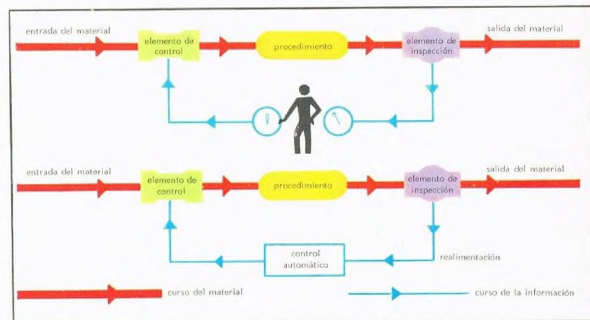 entrada del material
elemento de
control
procedimiento
elemento de
inspección
salida del material
entrada del material
elemento de
control
procedimiento
elemento de
inspección
salida del material
control
automático
realimentación
curso del material
curso de la información